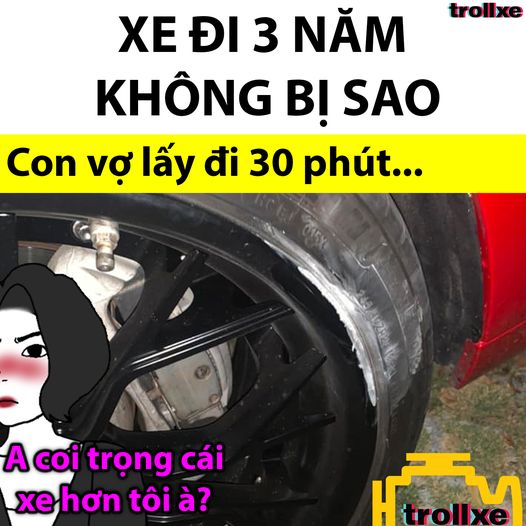 trollxe
XE ĐI 3 NĂM
KHÔNG BỊ SAO
Con vợ lấy đi 30 phút...
A coi trọng cái
xe hơn tôi à?
trollxe